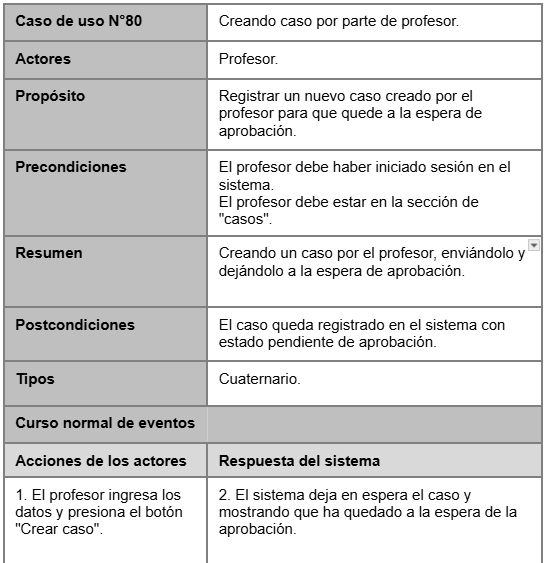 Caso de uso N°80
Creando caso por parte de profesor.
Actores
Profesor.
Propósito
Registrar un nuevo caso creado por el
profesor para que quede a la espera de
aprobación.
Precondiciones
El profesor debe haber iniciado sesión en el
sistema.
El profesor debe estar en la sección de
"casos".
Resumen
Creando un caso por el profesor, enviándolo y
dejándolo a la espera de aprobación.
Postcondiciones
El caso queda registrado en el sistema con
estado pendiente de aprobación.
Tipos
Cuaternario.
Curso normal de eventos
Acciones de los actores
Respuesta del sistema
1. El profesor ingresa los
datos y presiona el botón
"Crear caso".
2. El sistema deja en espera el caso y
mostrando que ha quedado a la espera de la
aprobación.